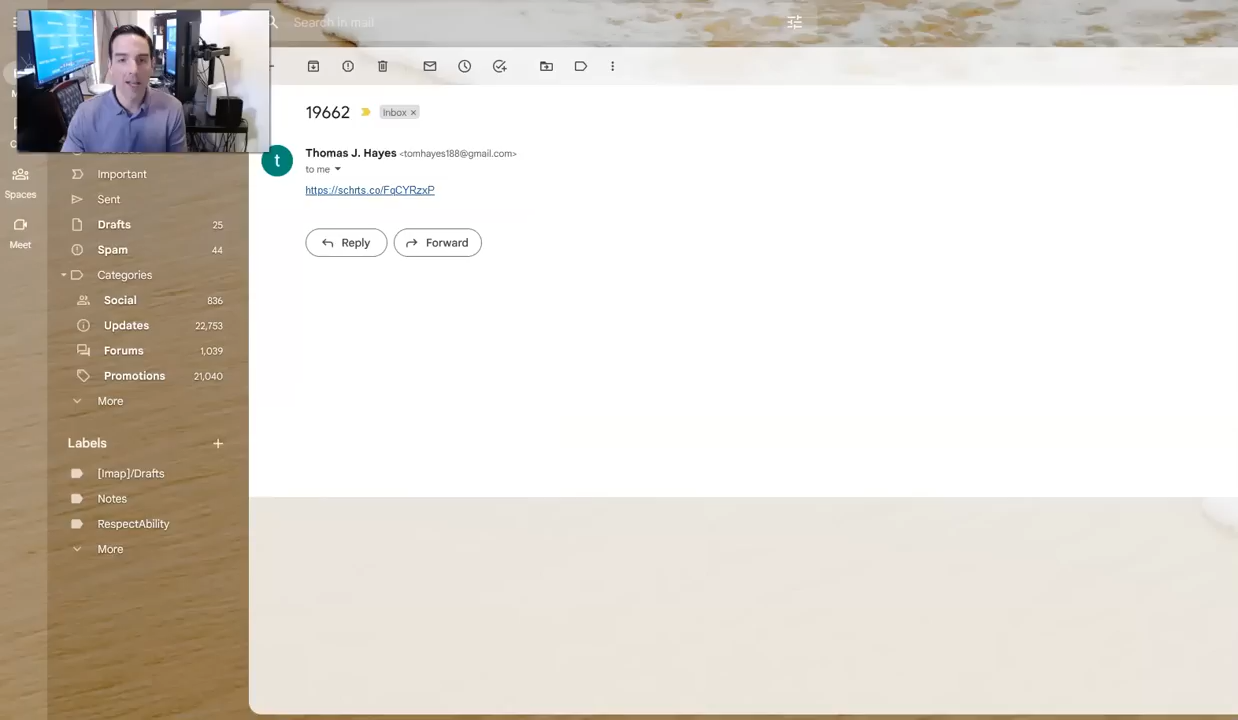 Search in mail
19662
Inbox ×
Thomas J. Hayes <tomhayes188@gmail.com>
t
to me
https://schrts.co/FqCYRzxP
Reply
Forward
Important
Spaces
Sent
Drafts 25
Meet
Spam 44
Categories
Social 836
Updates 22,753
Forums 1,039
Promotions 21,040
More
Labels +
[Imap]/Drafts
Notes
RespectAbility
More